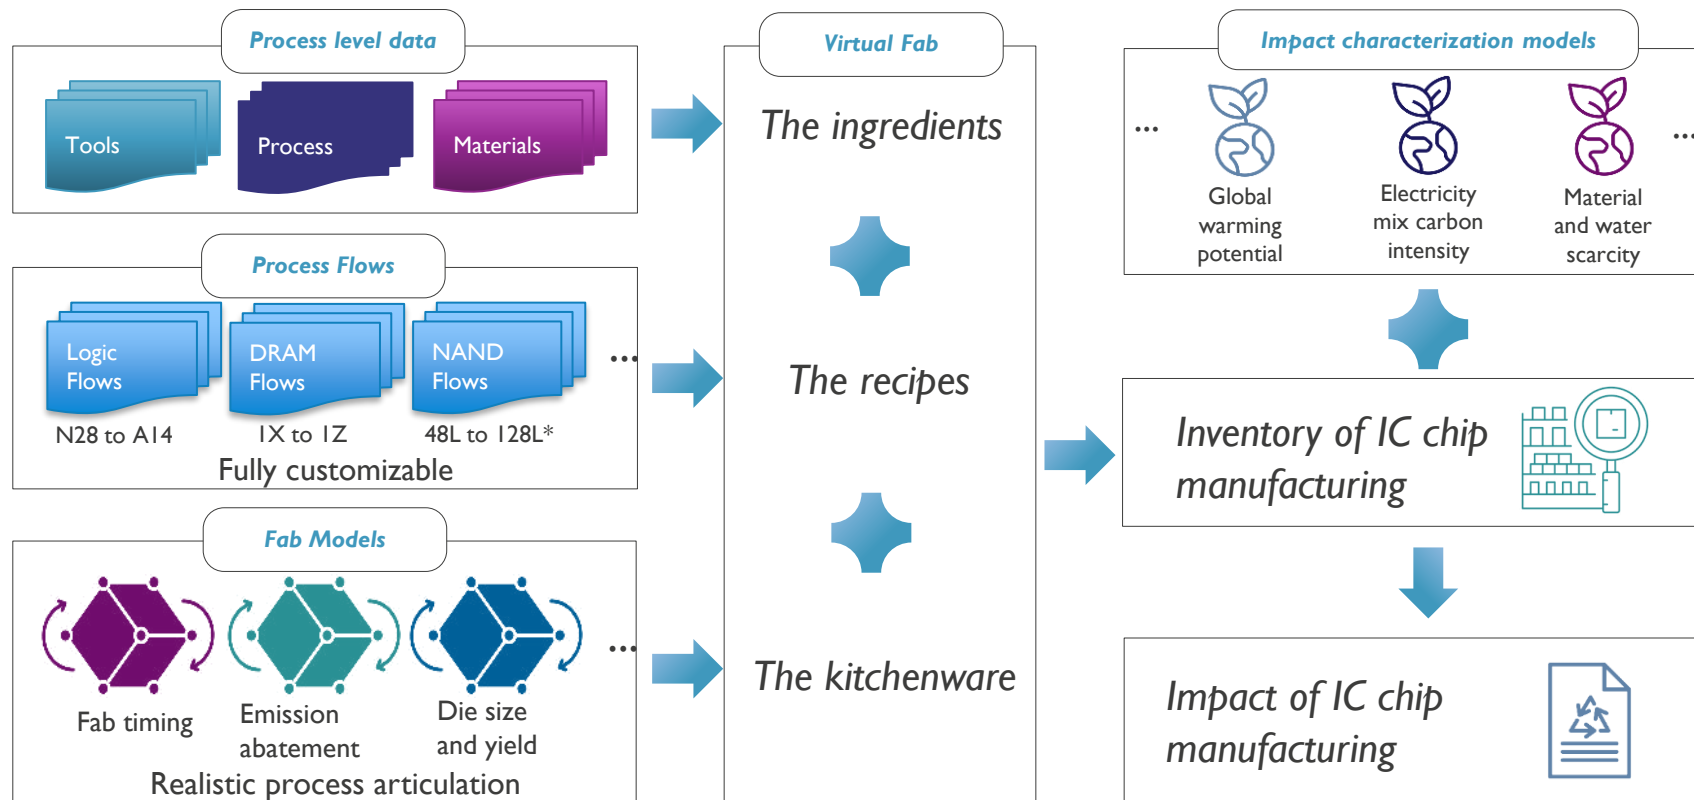 Process level data
Tools
Process
Materials
Process Flows
Logic
Flows
DRAM
Flows
NAND
Flows
...
N28 to A14
1X to 1Z
48L to 128L*
Fully customizable
Fab Models
...
Fab timing
Emission
abatement
Die size
and yield
Realistic process articulation
Virtual Fab
The ingredients
The recipes
The kitchenware
Impact characterization models
...
...
Global
warming
potential
Electricity
mix carbon
intensity
Material
and water
scarcity
Inventory of IC chip
manufacturing
Impact of IC chip
manufacturing